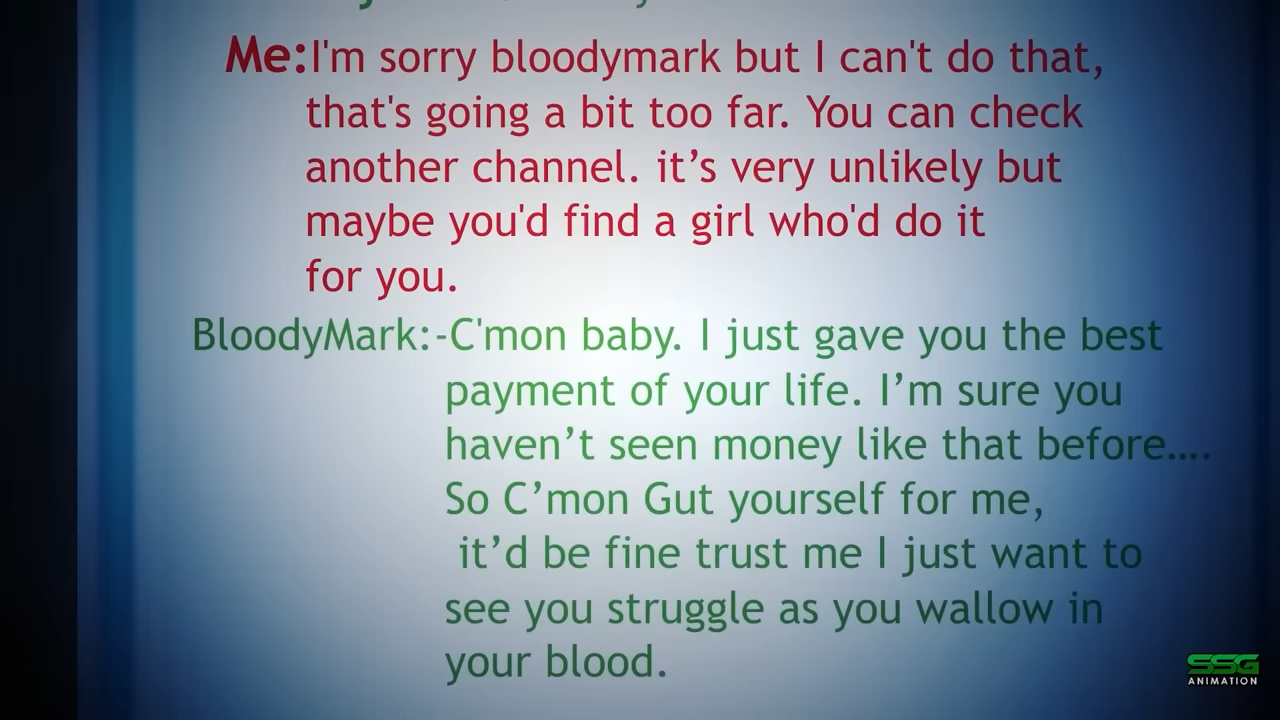 Me:I'm sorry bloodymark but I can't do that,
that's going a bit too far. You can check
another channel. it’s very unlikely but
maybe you'd find a girl who'd do it
for you.
BloodyMark:-C'mon baby. I just gave you the best
payment of your life. I’m sure you
haven’t seen money like that before....
So C’mon Gut yourself for me,
it’d be fine trust me I just want to
see you struggle as you wallow in
your blood.
SSG
ANIMATION